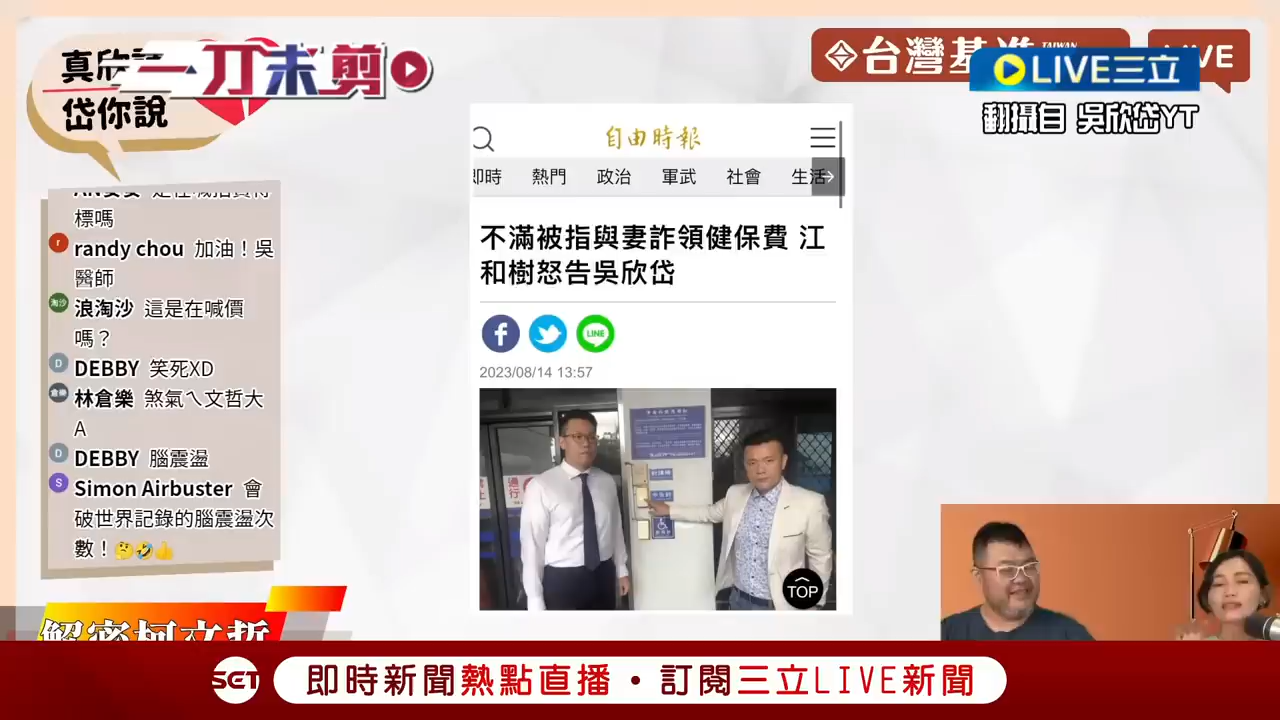 真欣話
岱你說
一刀未剪
台灣基進
TAIWAN
LIVE
LIVE三立
翻攝自 吳欣岱YT
自由時報
即時 熱門 政治 軍武 社會 生活
不滿被指與妻詐領健保費 江
和樹怒告吳欣岱
LINE
2023/08/14 13:57
TOP
標嗎
randy chou 加油！吳
醫師
浪淘沙 這是在喊價
嗎？
DEBBY 笑死XD
林倉樂 煞氣ㄟ文哲大
A
DEBBY 腦震盪
Simon Airbuster 會
破世界記錄的腦震盪次
數！🤔🤣👍
解密柯文哲
SET 即時新聞熱點直播・訂閱三立LIVE新聞